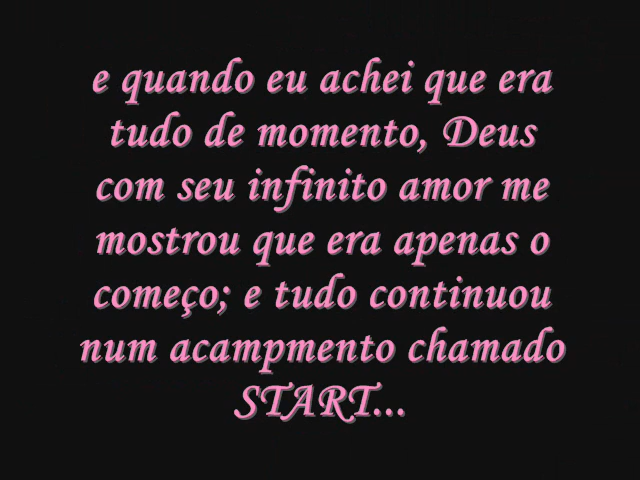 e quando eu achei que era
tudo de momento, Deus
com seu infinito amor me
mostrou que era apenas o
começo; e tudo continuou
num acampmento chamado
START...